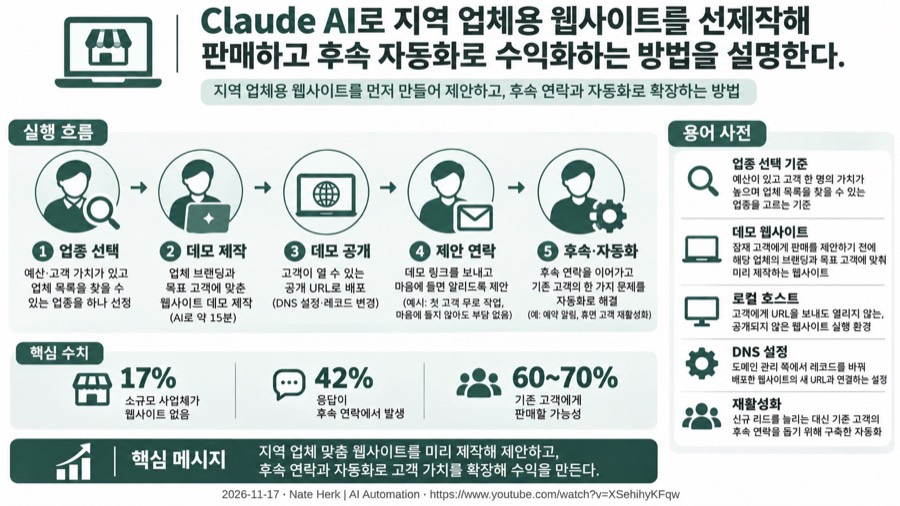 Claude AI로 지역 업체용 웹사이트를 선제작해
판매하고 후속 자동화로 수익화하는 방법을 설명한다.
지역 업체용 웹사이트를 먼저 만들어 제안하고, 후속 연락과 자동화로 확장하는 방법
실행 흐름
1 업종 선택
예산·고객 가치가 있고
업체 목록을 찾을 수
있는 업종을 하나 선정
2 데모 제작
업체 브랜딩과
목표 고객에 맞춘
웹사이트 데모 제작
(AI로 약 15분)
3 데모 공개
고객이 열 수 있는
공개 URL로 배포
(DNS 설정·레코드 변경)
4 제안 연락
데모 링크를 보내고
마음에 들면 알리도록 제안
(예시: 첫 고객 무료 작업,
마음에 들지 않아도 부담 없음)
5 후속·자동화
후속 연락을 이어가고
기존 고객의 한 가지 문제를
자동화로 해결
(예: 예약 알림, 휴면 고객 재활성화)
용어 사전
업종 선택 기준
예산이 있고 고객 한 명의 가치가
높으며 업체 목록을 찾을 수 있는
업종을 고르는 기준
데모 웹사이트
잠재 고객에게 판매를 제안하기 전에
해당 업체의 브랜딩과 목표 고객에 맞춰
미리 제작하는 웹사이트
로컬 호스트
고객에게 URL을 보내도 열리지 않는,
공개되지 않은 웹사이트 실행 환경
DNS 설정
도메인 관리 쪽에서 레코드를 바꿔
배포한 웹사이트의 새 URL과 연결하는 설정
재활성화
신규 리드를 늘리는 대신 기존 고객의
후속 연락을 돕기 위해 구축한 자동화
핵심 수치
17%
소규모 사업체가
웹사이트 없음
42%
응답이
후속 연락에서 발생
60~70%
기존 고객에게
판매할 가능성
핵심 메시지
지역 업체 맞춤 웹사이트를 미리 제작해 제안하고,
후속 연락과 자동화로 고객 가치를 확장해 수익을 만든다.
2026-11-17 · Nate Herk | AI Automation · https://www.youtube.com/watch?v=XSehihyKFqw